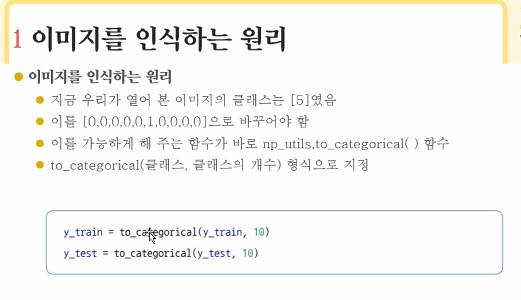 1 이미지를 인식하는 원리
이미지를 인식하는 원리
지금 우리가 열어 본 이미지의 클래스는 [5]였음
이를 [0,0,0,0,0,1,0,0,0,0]으로 바꾸어야 함
이를 가능하게 해 주는 함수가 바로 np_utils.to_categorical( ) 함수
to_categorical(클래스, 클래스의 개수) 형식으로 지정
y_train = to_categorical(y_train, 10)
y_test = to_categorical(y_test, 10)